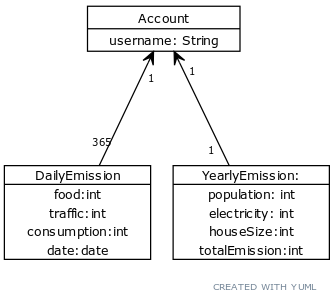 Account
username: String
1
1
365
1
DailyEmission
food:int
traffic:int
consumption:int
date:date
YearlyEmission:
population: int
electricity: int
houseSize:int
totalEmission:int
CREATED WITH YUML